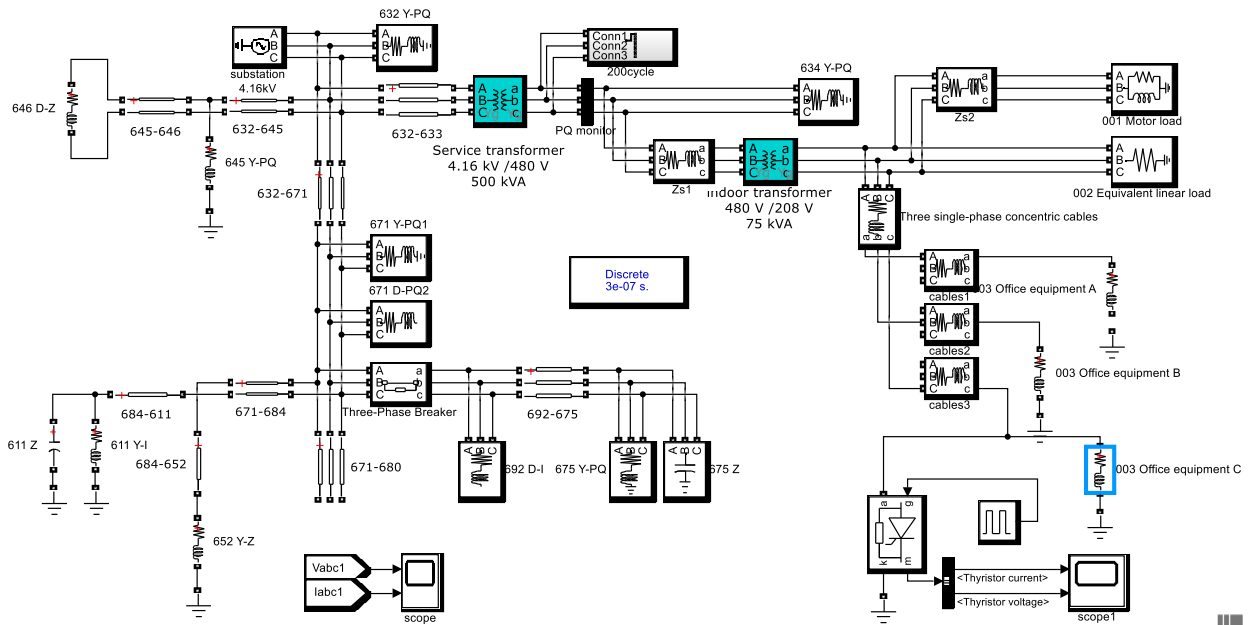 632 Y-PQ
A
B
C
substation
4.16kV
Conn1
Conn2
Conn3
200cycle
634 Y-PQ
A
B
C
A
B
C
a
b
c
Zs2
A
B
C
001 Motor load
646 D-Z
645-646
632-645
632-633
A
B
C
a
b
c
PQ monitor
Service transformer
4.16 kV /480 V
500 kVA
645 Y-PQ
632-671
A
B
C
a
b
c
Zs1
A
B
C
a
b
c
Indoor transformer
480 V /208 V
75 kVA
A
B
C
002 Equivalent linear load
A
B
C
a
b
c
Three single-phase concentric cables
671 Y-PQ1
A
B
C
671 D-PQ2
A
B
C
Discrete
3e-07 s.
A
B
C
a
b
c
cables1
003 Office equipment A
A
B
C
a
b
c
cables2
003 Office equipment B
A
B
C
a
b
c
cables3
A
B
C
a
b
c
Three-Phase Breaker
684-611
671-684
692-675
611 Z
611 Y-I
684-652
671-680
A
B
C
692 D-I
A
B
C
675 Y-PQ
A
B
C
675 Z
003 Office equipment C
652 Y-Z
a
g
k
m
Vabc1
Iabc1
scope
<Thyristor current>
<Thyristor voltage>
scope1